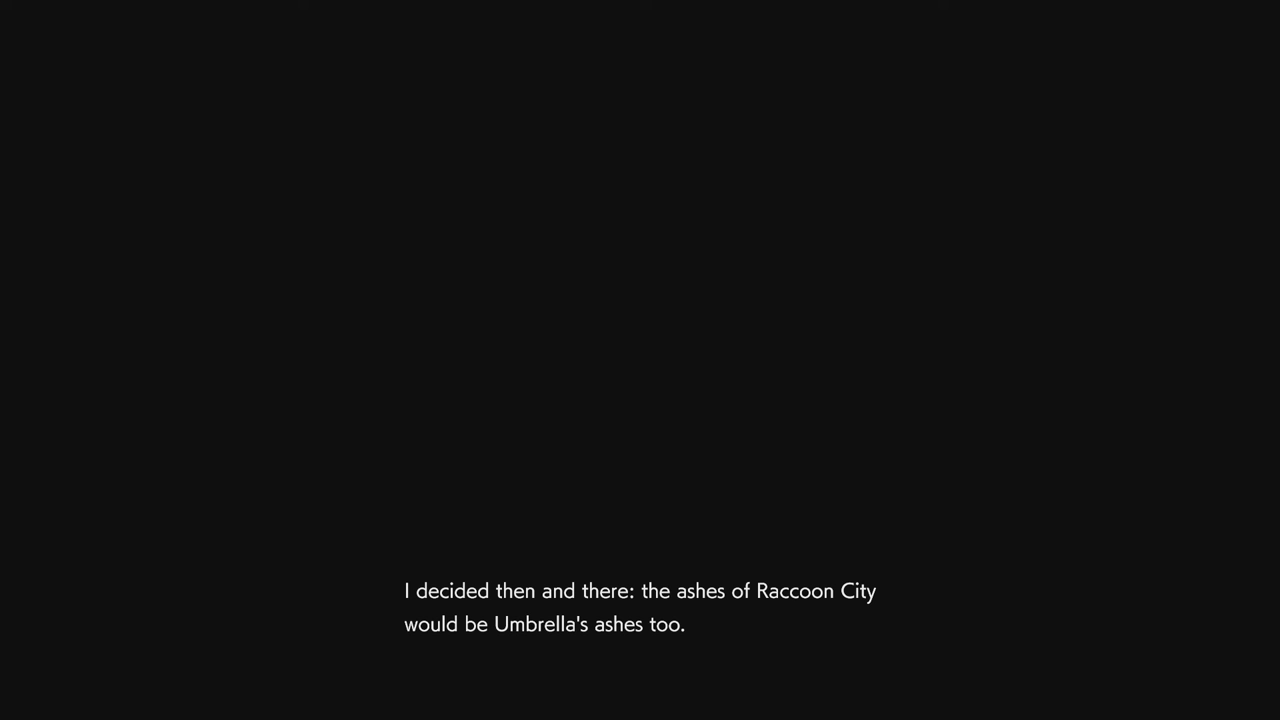 I decided then and there: the ashes of Raccoon City
would be Umbrella's ashes too.